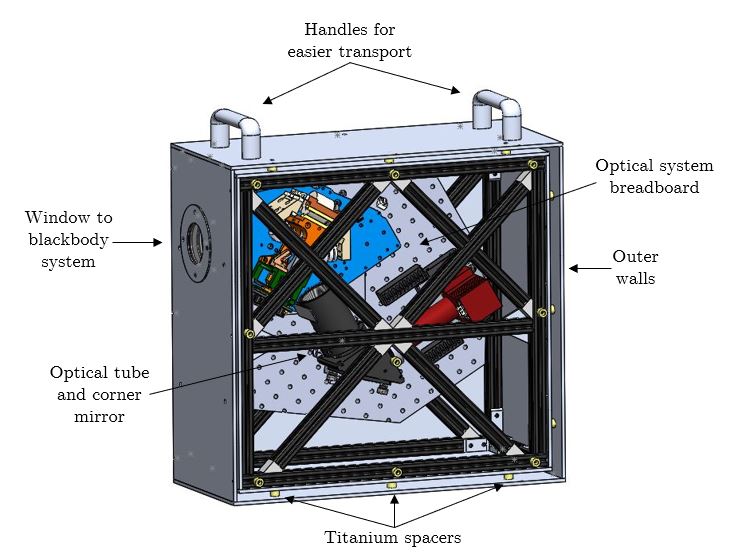 Handles for
easier transport
Optical system
breadboard
Window to
blackbody
system
Outer
walls
Optical tube
and corner
mirror
Titanium spacers